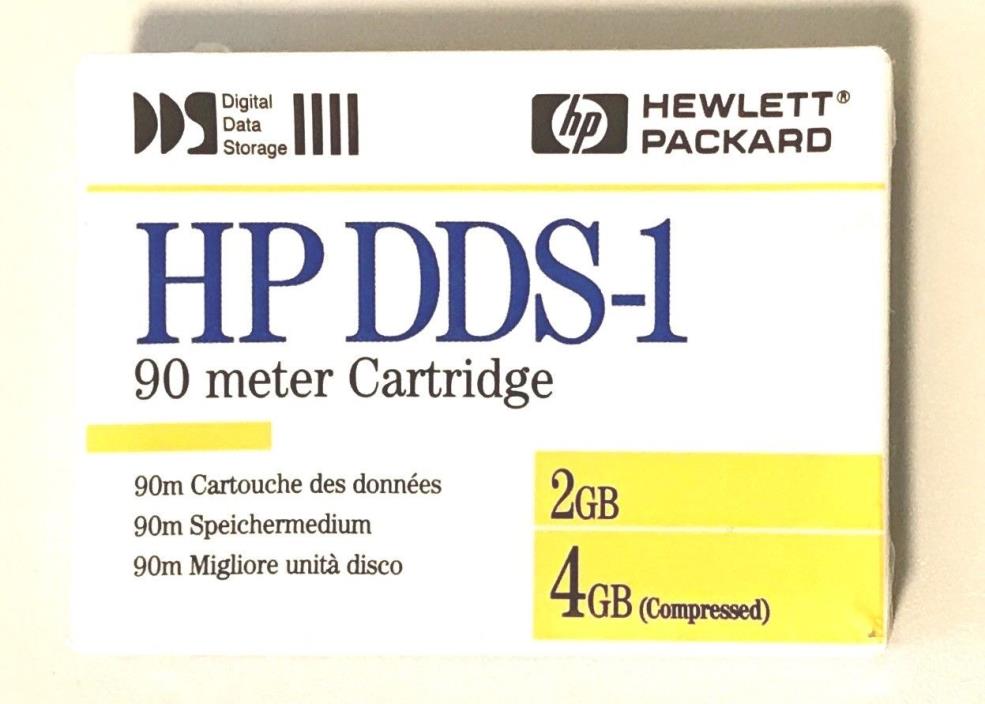 DDS Digital
Data
Storage
hp HEWLETT®
PACKARD
HP DDS-1
90 meter Cartridge
90m Cartouche des données
90m Speichermedium
90m Migliore unità disco
2GB
4GB (Compressed)